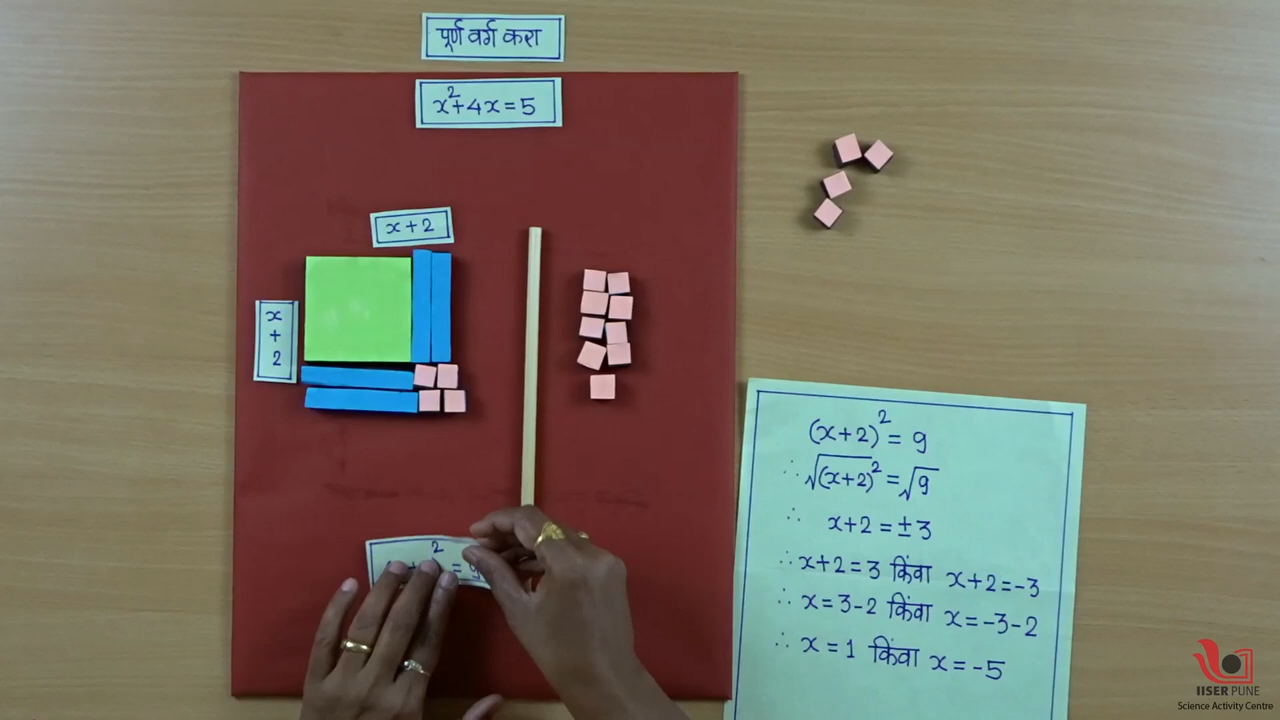 पूर्ण वर्ग करा
x²+4x=5
x+2
x
+
2
(x+2)² = 9
∴ √(x+2)² = √9
∴ x+2 = ± 3
∴ x+2 = 3 किंवा x+2 = -3
∴ x = 3-2 किंवा x = -3-2
∴ x = 1 किंवा x = -5
IISER PUNE
Science Activity Centre